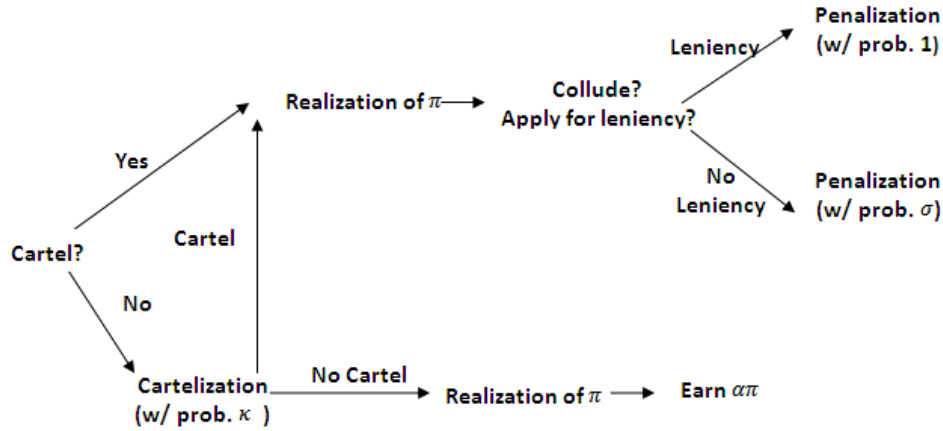 Penalization
(w/ prob. 1)
Leniency
Realization of π
Collude?
Apply for leniency?
Yes
No
Leniency
Penalization
(w/ prob. σ)
Cartel?
Cartel
No
Cartelization
(w/ prob. κ )
No Cartel
Realization of π
Earn απ